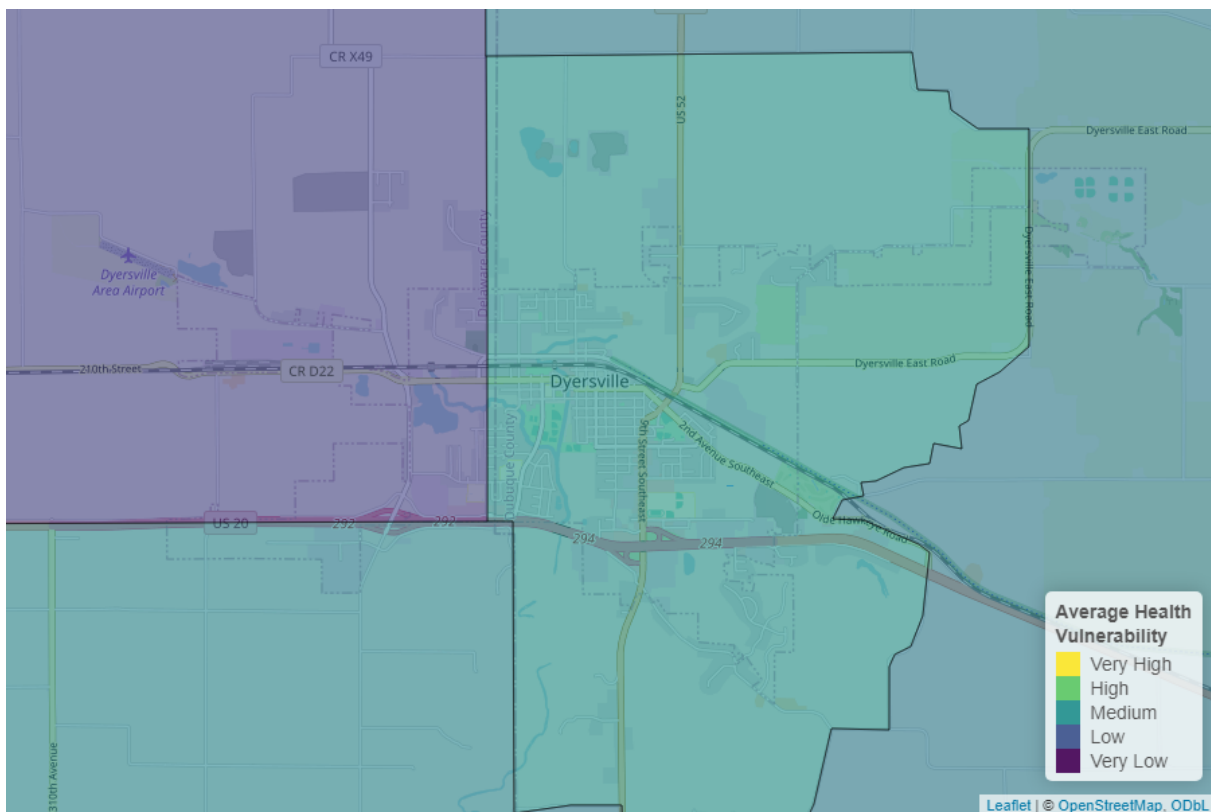 CR X49
US 52
Dyersville East Road
Delaware County
Dyersville
Area Airport
Dyersville East Road
210th Street
CR D22
Dyersville East Road
Dyersville
9th Street Southeast
2nd Avenue Southeast
Dubuque County
US 20
292
292
294
294
Olde Hawkeye Road
310th Avenue
Average Health
Vulnerability
Very High
High
Medium
Low
Very Low
Leaflet | © OpenStreetMap, ODbL